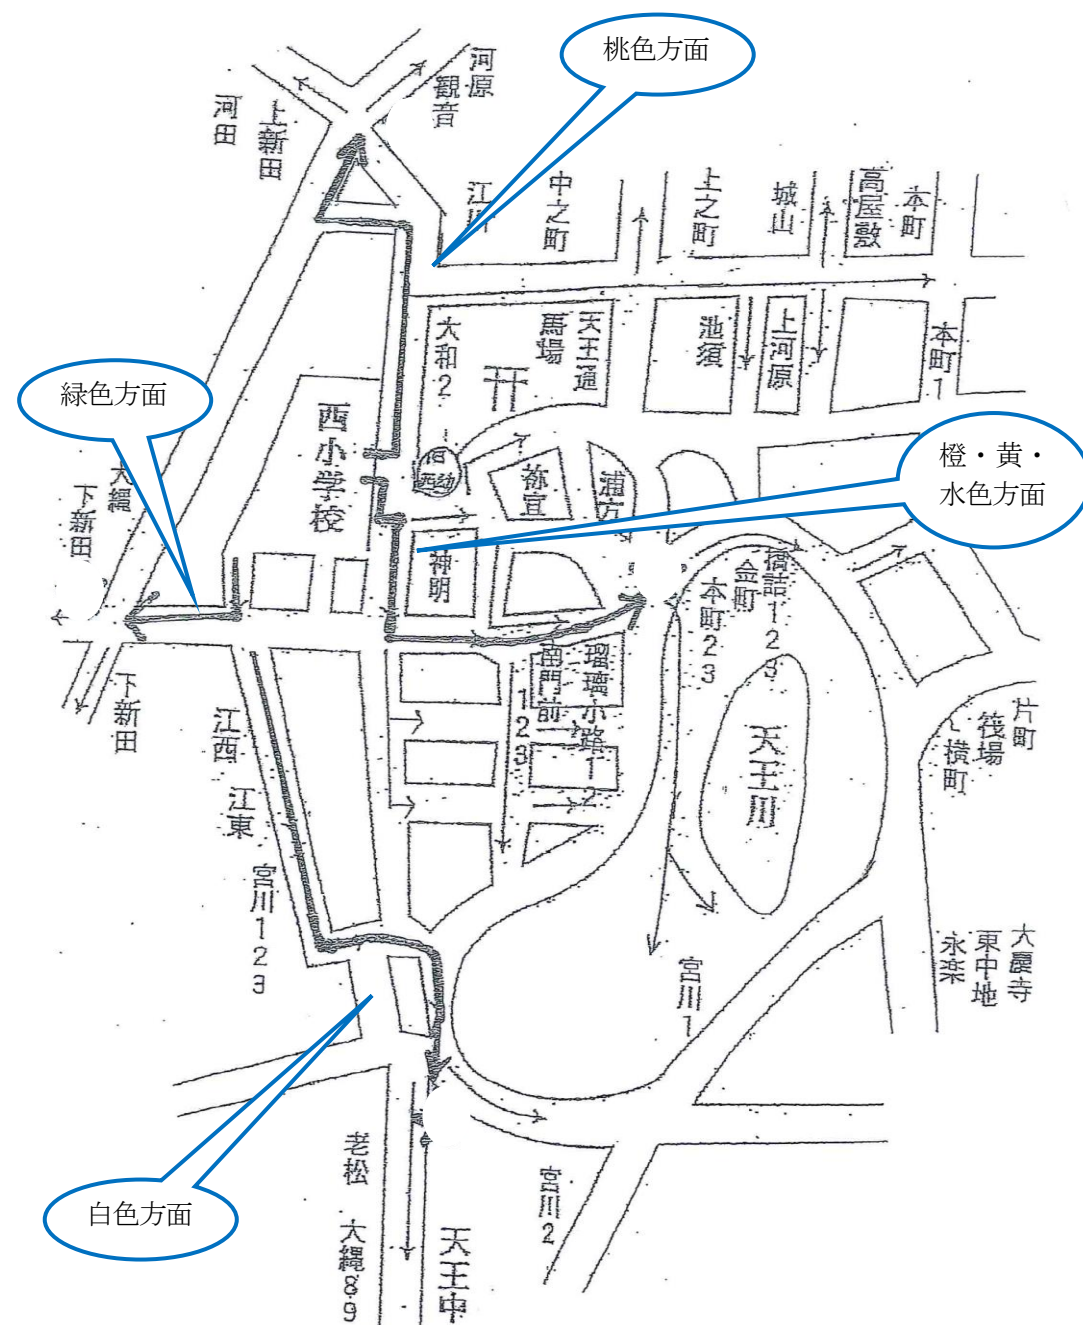 桃色方面
河原
観音
上新田
河田
江川
中之町
上之町
城山
高屋敷
本町
大和2
馬場
天王通
池須
上河原
本町1
緑色方面
西小学校
祢宜
浦方
橙・黄・
水色方面
大縄
下新田
神明
橋詰123
金町
本町23
下新田
江西
江東
宮川123
南門前
123
瑠璃小路12
天王川
片町
筏場
横町
宮川1
大竜寺
東中地
永楽
白色方面
老松
大縄89
天王中
宮川2